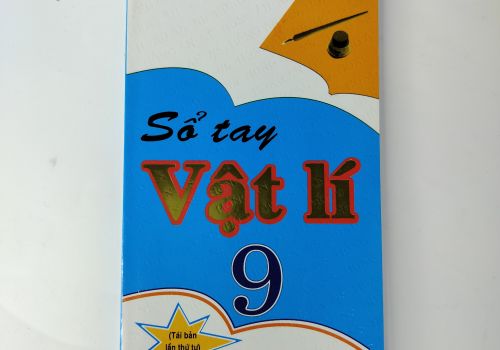 Sổ tay
Vật lí
9
(Tái bản
lần thứ tư)